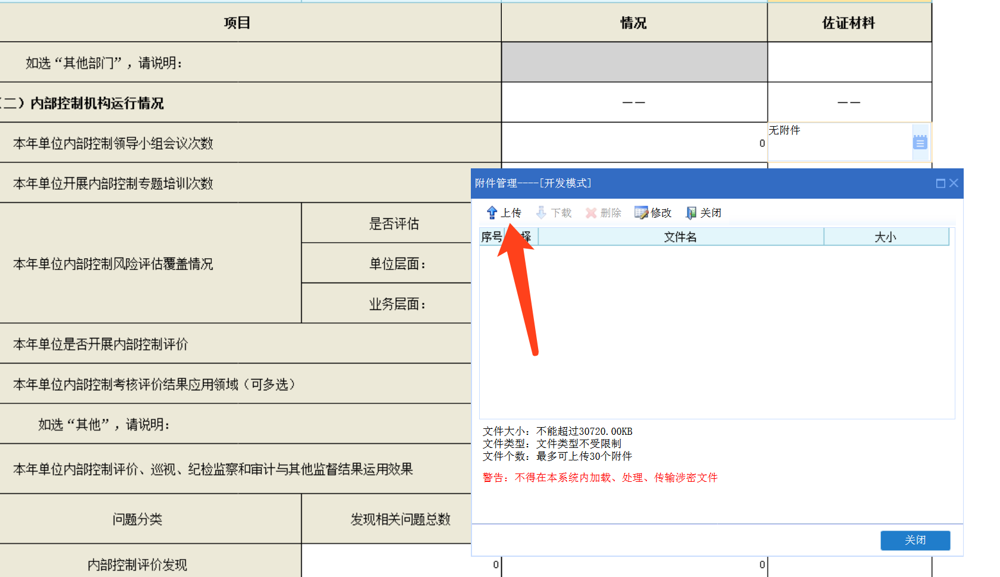 项目
情况
佐证材料
如选“其他部门”，请说明：
（二）内部控制机构运行情况
——
——
本年单位内部控制领导小组会议次数
0
无附件
本年单位开展内部控制专题培训次数
本年单位内部控制风险评估覆盖情况
是否评估
单位层面：
业务层面：
本年单位是否开展内部控制评价
本年单位内部控制考核评价结果应用领域（可多选）
如选“其他”，请说明：
本年单位内部控制评价、巡视、纪检监察和审计与其他监督结果运用效果
问题分类
发现相关问题总数
内部控制评价发现
0
0
附件管理----[开发模式]
上传
下载
删除
修改
关闭
序号
择
文件名
大小
文件大小：不能超过30720.00KB
文件类型：文件类型不受限制
文件个数：最多可上传30个附件
警告：不得在本系统内加载、处理、传输涉密文件
关闭